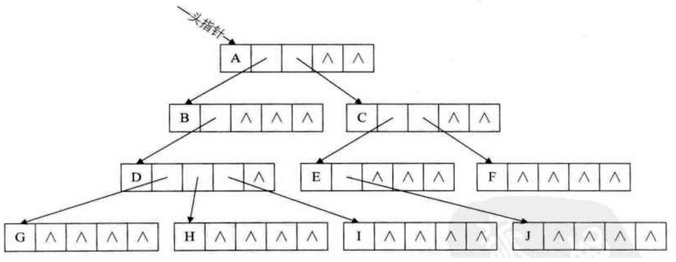 头指针
A ∧ ∧
B ∧ ∧ ∧ C ∧ ∧
D ∧ E ∧ ∧ ∧ F ∧ ∧ ∧ ∧
G ∧ ∧ ∧ ∧ H ∧ ∧ ∧ ∧ I ∧ ∧ ∧ ∧ J ∧ ∧ ∧ ∧